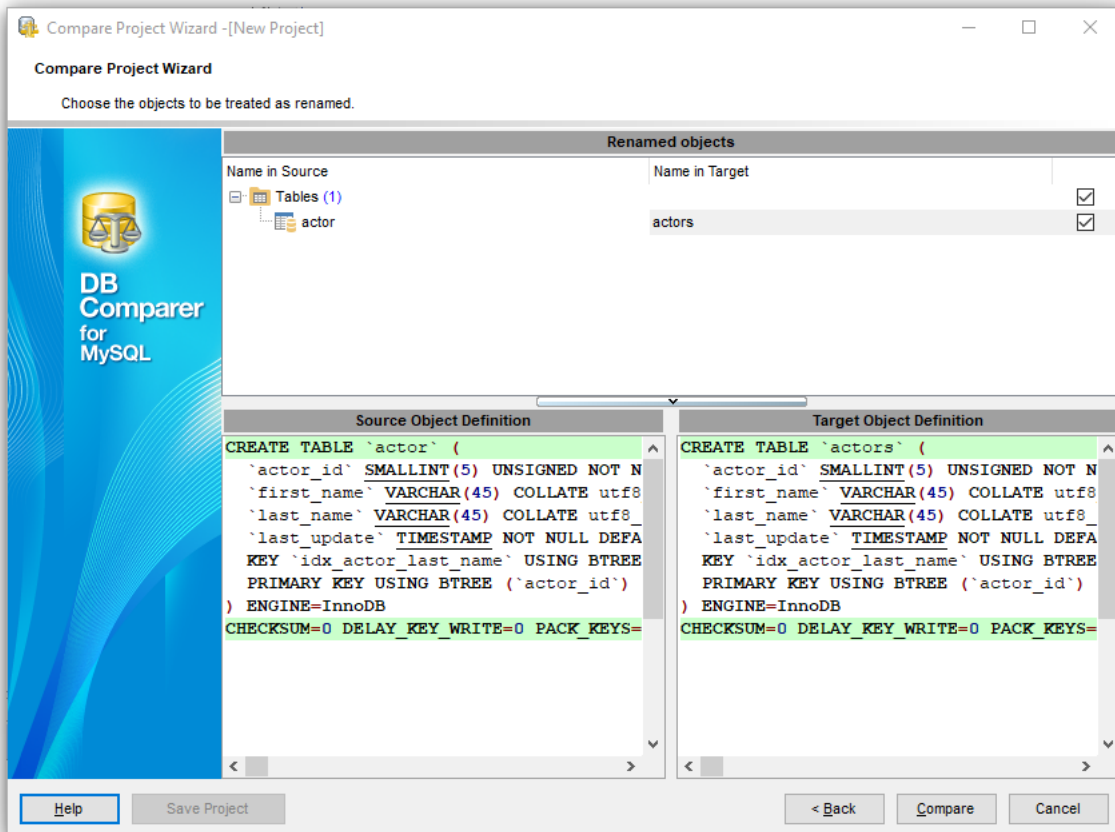 Compare Project Wizard -[New Project]
Compare Project Wizard
Choose the objects to be treated as renamed.
Renamed objects
Name in Source Name in Target
Tables (1)
actor actors
DB
Comparer
for
MySQL
Source Object Definition
CREATE TABLE `actor` (
`actor_id` SMALLINT(5) UNSIGNED NOT N
`first_name` VARCHAR(45) COLLATE utf8
`last_name` VARCHAR(45) COLLATE utf8_
`last_update` TIMESTAMP NOT NULL DEFA
KEY `idx_actor_last_name` USING BTREE
PRIMARY KEY USING BTREE (`actor_id`)
) ENGINE=InnoDB
CHECKSUM=0 DELAY_KEY_WRITE=0 PACK_KEYS=
Target Object Definition
CREATE TABLE `actors` (
`actor_id` SMALLINT(5) UNSIGNED NOT N
`first_name` VARCHAR(45) COLLATE utf8
`last_name` VARCHAR(45) COLLATE utf8_
`last_update` TIMESTAMP NOT NULL DEFA
KEY `idx_actor_last_name` USING BTREE
PRIMARY KEY USING BTREE (`actor_id`)
) ENGINE=InnoDB
CHECKSUM=0 DELAY_KEY_WRITE=0 PACK_KEYS=
Help Save Project < Back Compare Cancel